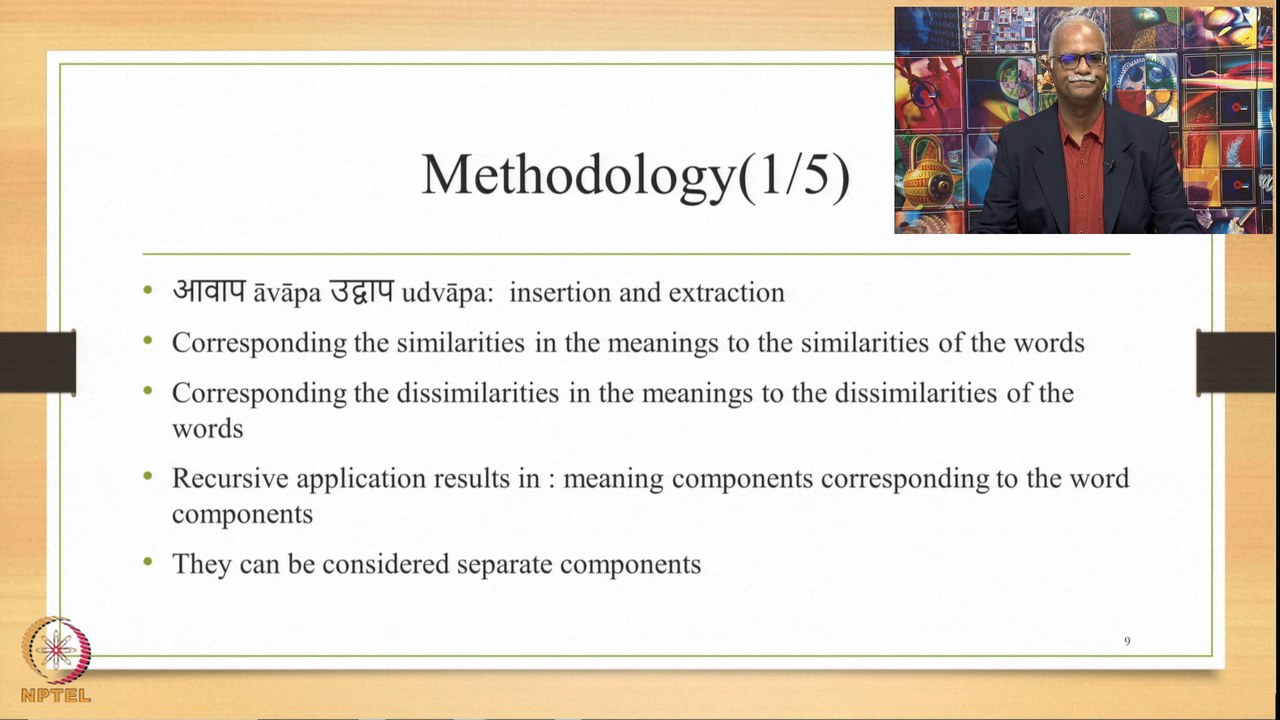 Methodology(1/5)
• आवाप āvāpa उद्वाप udvāpa:  insertion and extraction
• Corresponding the similarities in the meanings to the similarities of the words
• Corresponding the dissimilarities in the meanings to the dissimilarities of the
words
• Recursive application results in : meaning components corresponding to the word
components
• They can be considered separate components
9
NPTEL